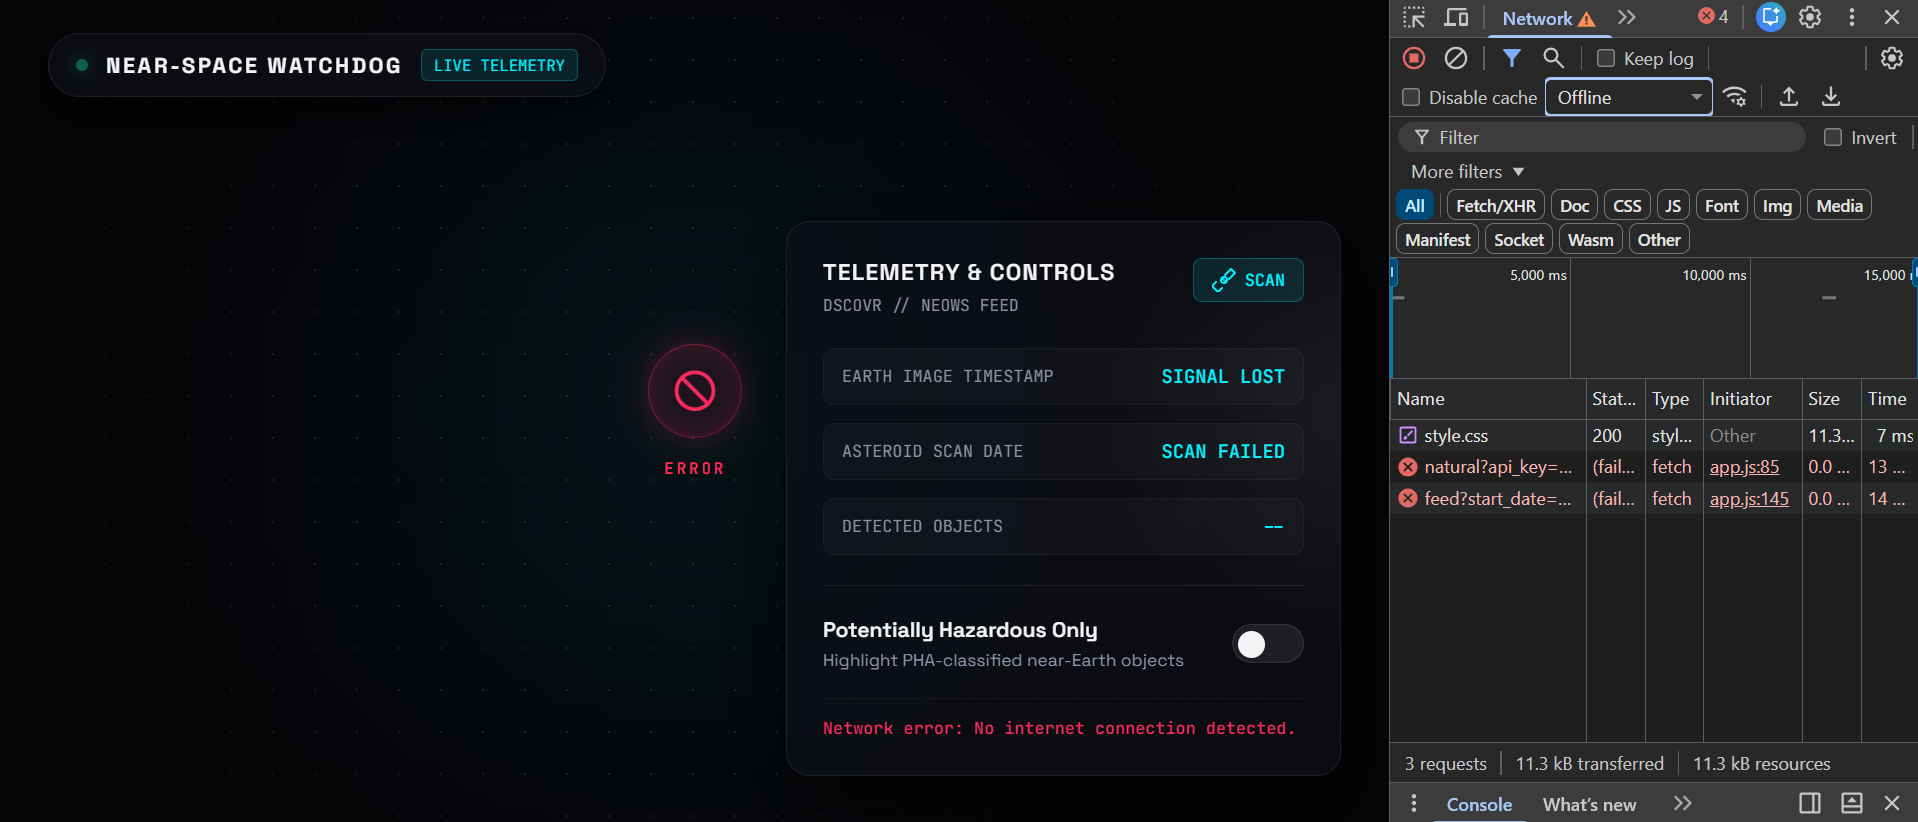 NEAR-SPACE WATCHDOG
LIVE TELEMETRY
TELEMETRY & CONTROLS
SCAN
DSCOVR // NEOWS FEED
EARTH IMAGE TIMESTAMP
SIGNAL LOST
ASTEROID SCAN DATE
SCAN FAILED
DETECTED OBJECTS
--
ERROR
Potentially Hazardous Only
Highlight PHA-classified near-Earth objects
Network error: No internet connection detected.
Network
4
Keep log
Disable cache
Offline
Filter
Invert
More filters
All Fetch/XHR Doc CSS JS Font Img Media
Manifest Socket Wasm Other
5,000 ms 10,000 ms 15,000
Name Stat... Type Initiator Size Time
style.css 200 styl... Other 11.3... 7 ms
natural?api_key=... (fail... fetch app.js:85 0.0 ... 13 ...
feed?start_date=... (fail... fetch app.js:145 0.0 ... 14 ...
3 requests 11.3 kB transferred 11.3 kB resources
Console What's new